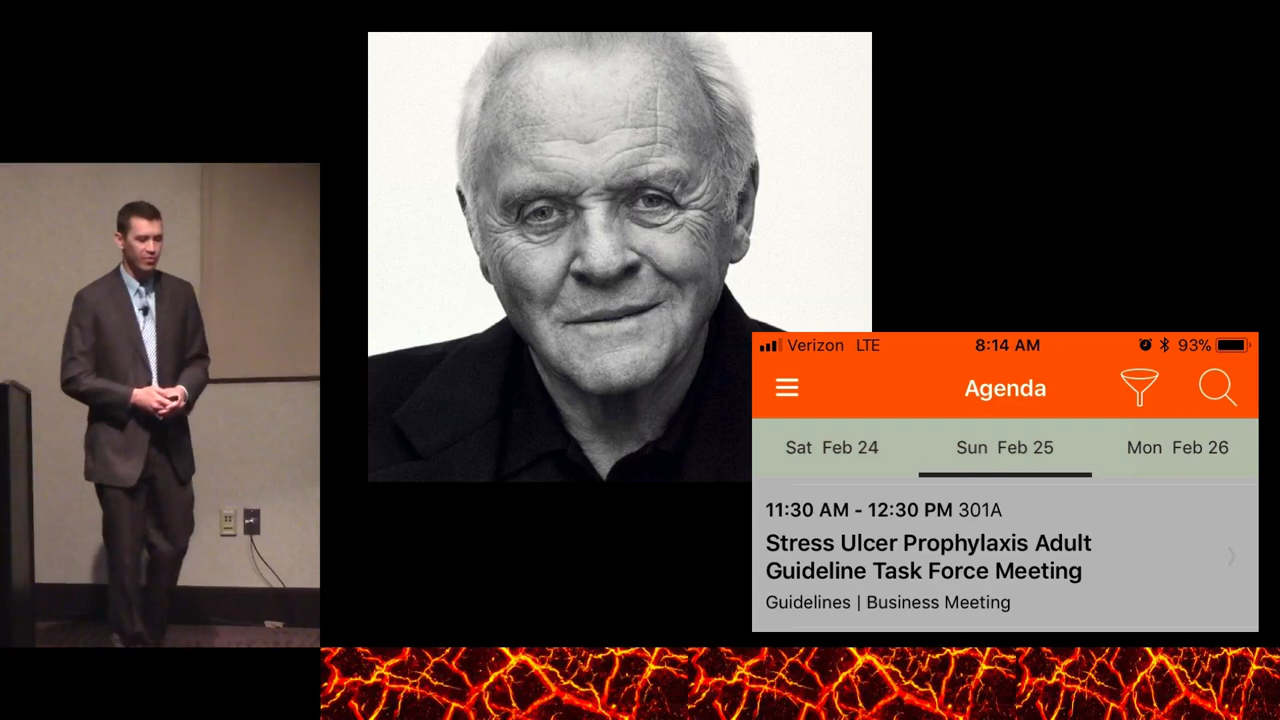 Verizon LTE 8:14 AM 93%
Agenda
Sat Feb 24 Sun Feb 25 Mon Feb 26
11:30 AM - 12:30 PM 301A
Stress Ulcer Prophylaxis Adult
Guideline Task Force Meeting
Guidelines | Business Meeting